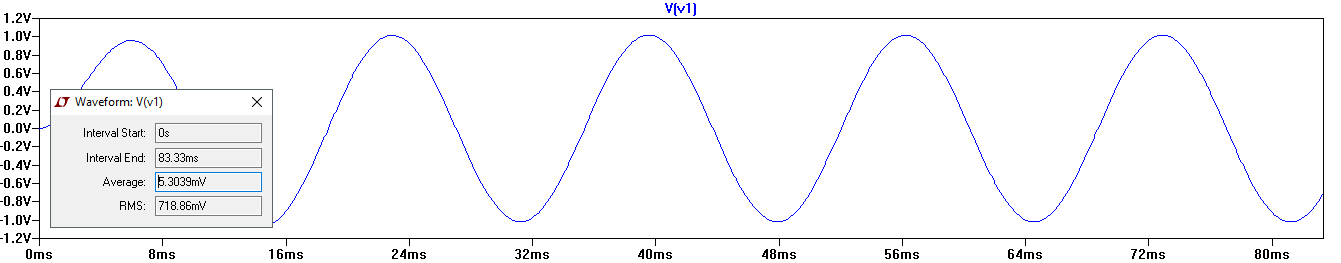 V(v1)
1.2V
1.0V
0.8V
0.6V
0.4V
0.2V
0.0V
-0.2V
-0.4V
-0.6V
-0.8V
-1.0V
-1.2V
Waveform: V(v1)
Interval Start: 0s
Interval End: 83.33ms
Average: 5.3039mV
RMS: 718.86mV
0ms 8ms 16ms 24ms 32ms 40ms 48ms 56ms 64ms 72ms 80ms